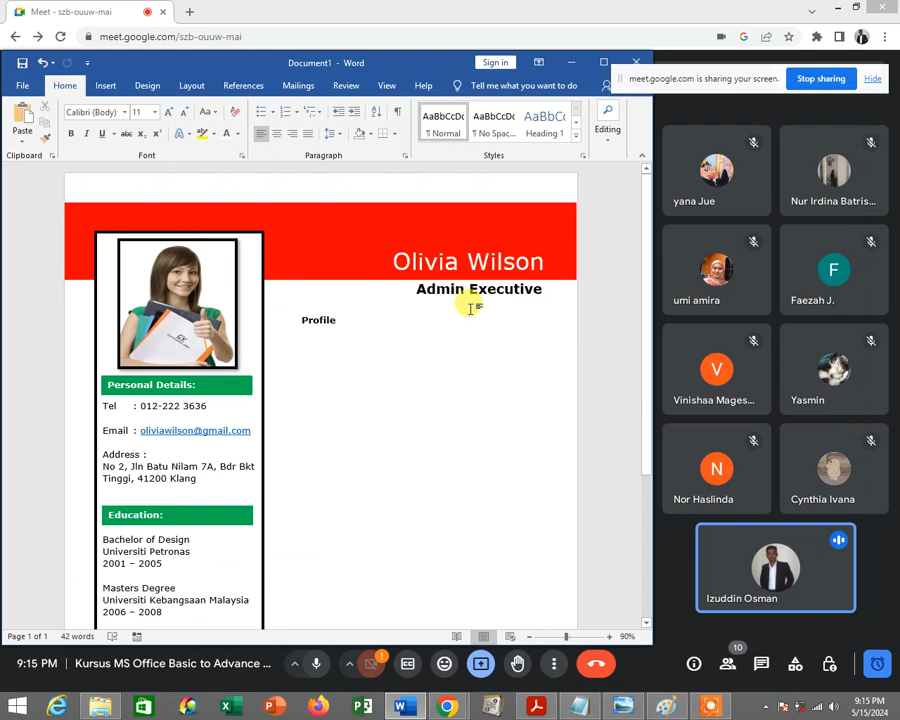 Meet - szb-ouuw-mai
meet.google.com/szb-ouuw-mai
Document1 - Word
Sign in
File Home Insert Design Layout References Mailings Review View Help Tell me what you want to do
meet.google.com is sharing your screen. Stop sharing Hide
Paste
Calibri (Body) 11
AaBbCcDc AaBbCcDc AaBbCc
¶ Normal ¶ No Spac... Heading 1
Editing
Clipboard Font Paragraph Styles
Olivia Wilson
Admin Executive
Profile
CV
Personal Details:
Tel : 012-222 3636
Email : oliviawilson@gmail.com
Address :
No 2, Jln Batu Nilam 7A, Bdr Bkt
Tinggi, 41200 Klang
Education:
Bachelor of Design
Universiti Petronas
2001 – 2005
Masters Degree
Universiti Kebangsaan Malaysia
2006 – 2008
yana Jue
Nur Irdina Batris...
umi amira
F
Faezah J.
V
Vinishaa Mages...
Yasmin
N
Nor Haslinda
Cynthia Ivana
Izuddin Osman
Page 1 of 1 42 words 90%
9:15 PM Kursus MS Office Basic to Advance ...
10
9:15 PM
5/15/2024